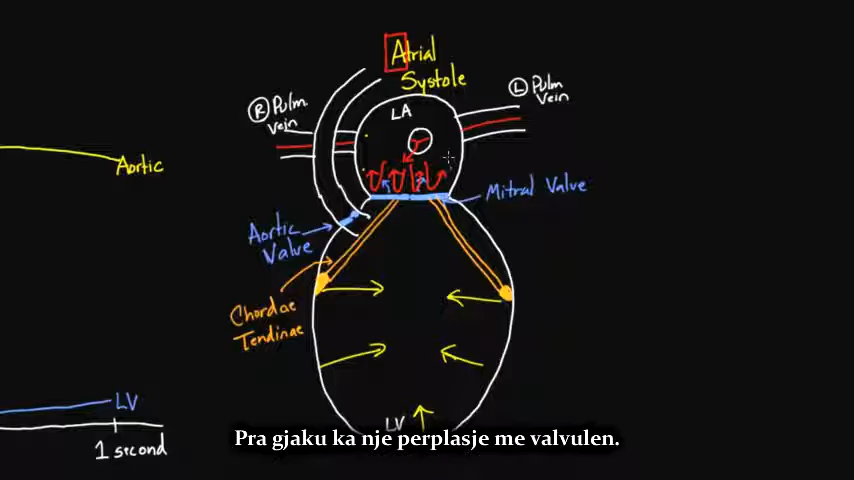 Atrial
Systole
R Pulm
vein
L Pulm
vein
LA
Aortic
Mitral Valve
Aortic
Valve
Chordae
Tendinae
LV
LV
1 second
Pra gjaku ka nje perplasje me valvulen.